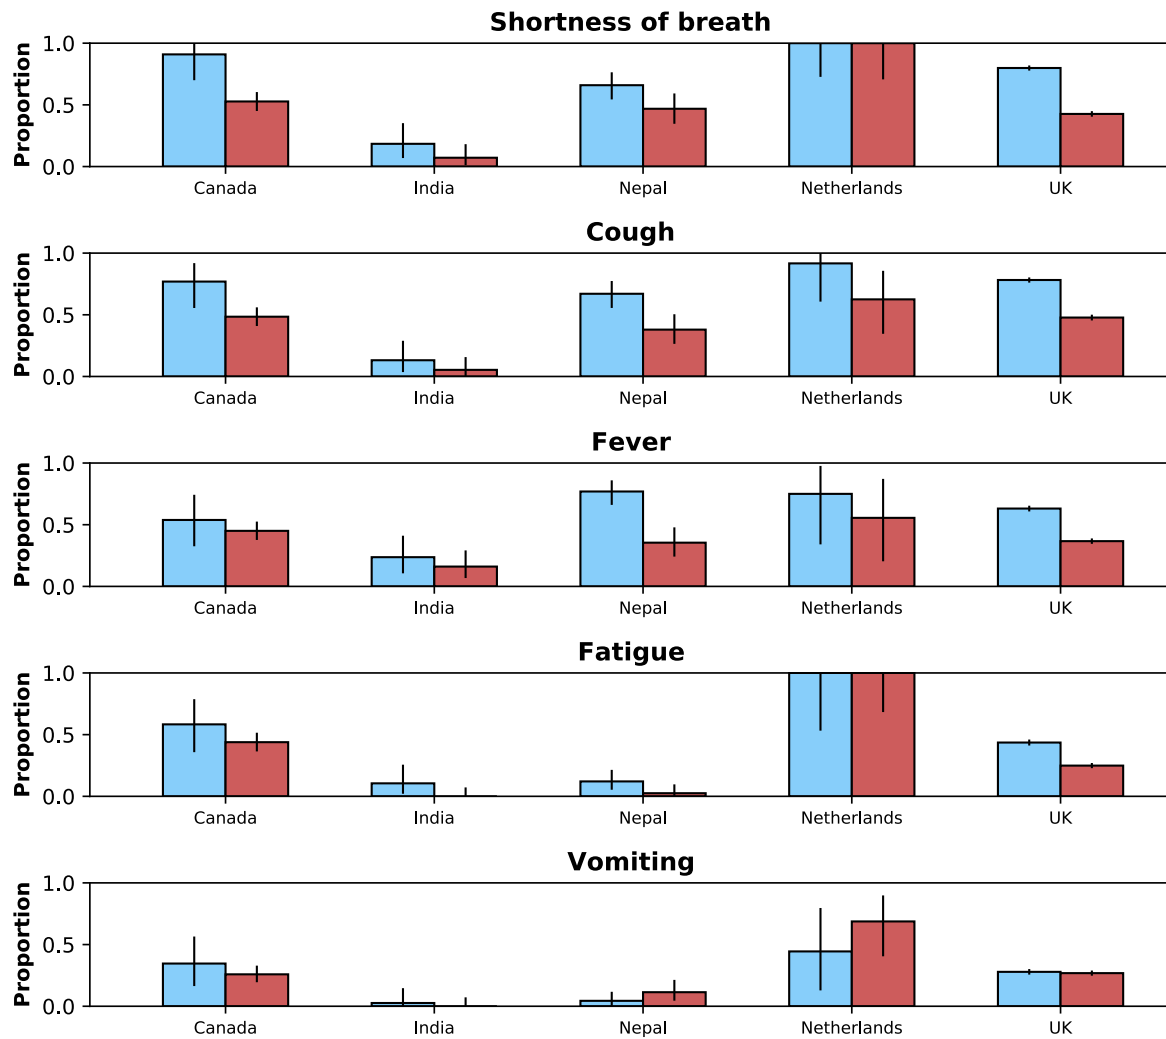 Shortness of breath
Proportion
1.0
0.5
0.0
Canada India Nepal Netherlands UK
Cough
Proportion
1.0
0.5
0.0
Canada India Nepal Netherlands UK
Fever
Proportion
1.0
0.5
0.0
Canada India Nepal Netherlands UK
Fatigue
Proportion
1.0
0.5
0.0
Canada India Nepal Netherlands UK
Vomiting
Proportion
1.0
0.5
0.0
Canada India Nepal Netherlands UK